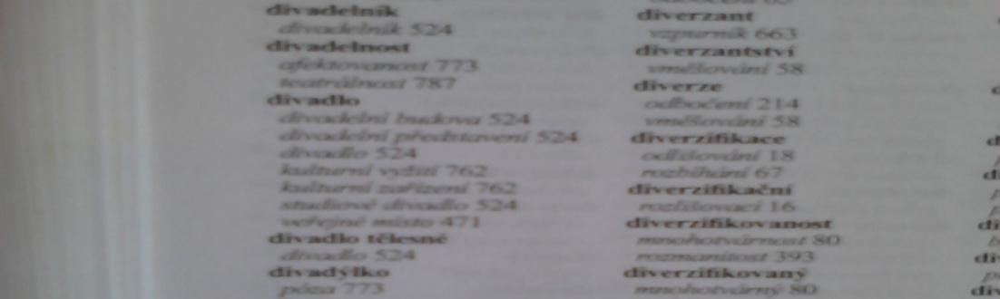 divadelník
divadelník 524
divadelnost
afektovanost 773
teatrálnost 787
divadlo
divadelní budova 524
divadelní představení 524
divadlo 524
kulturní vyžití 762
kulturní zařízení 762
studiové divadlo 524
veřejné místo 471
divadlo tělesné
divadlo 524
divadýlko
póza 773
diverzant
vzpurník 663
diverzantství
vměšování 58
diverze
odbočení 214
vměšování 58
diverzifikace
odlišování 18
rozbíhání 67
diverzifikační
rozlišovací 16
diverzifikovanost
mnohotvárnost 80
rozmanitost 393
diverzifikovaný
mnohotvárný 80